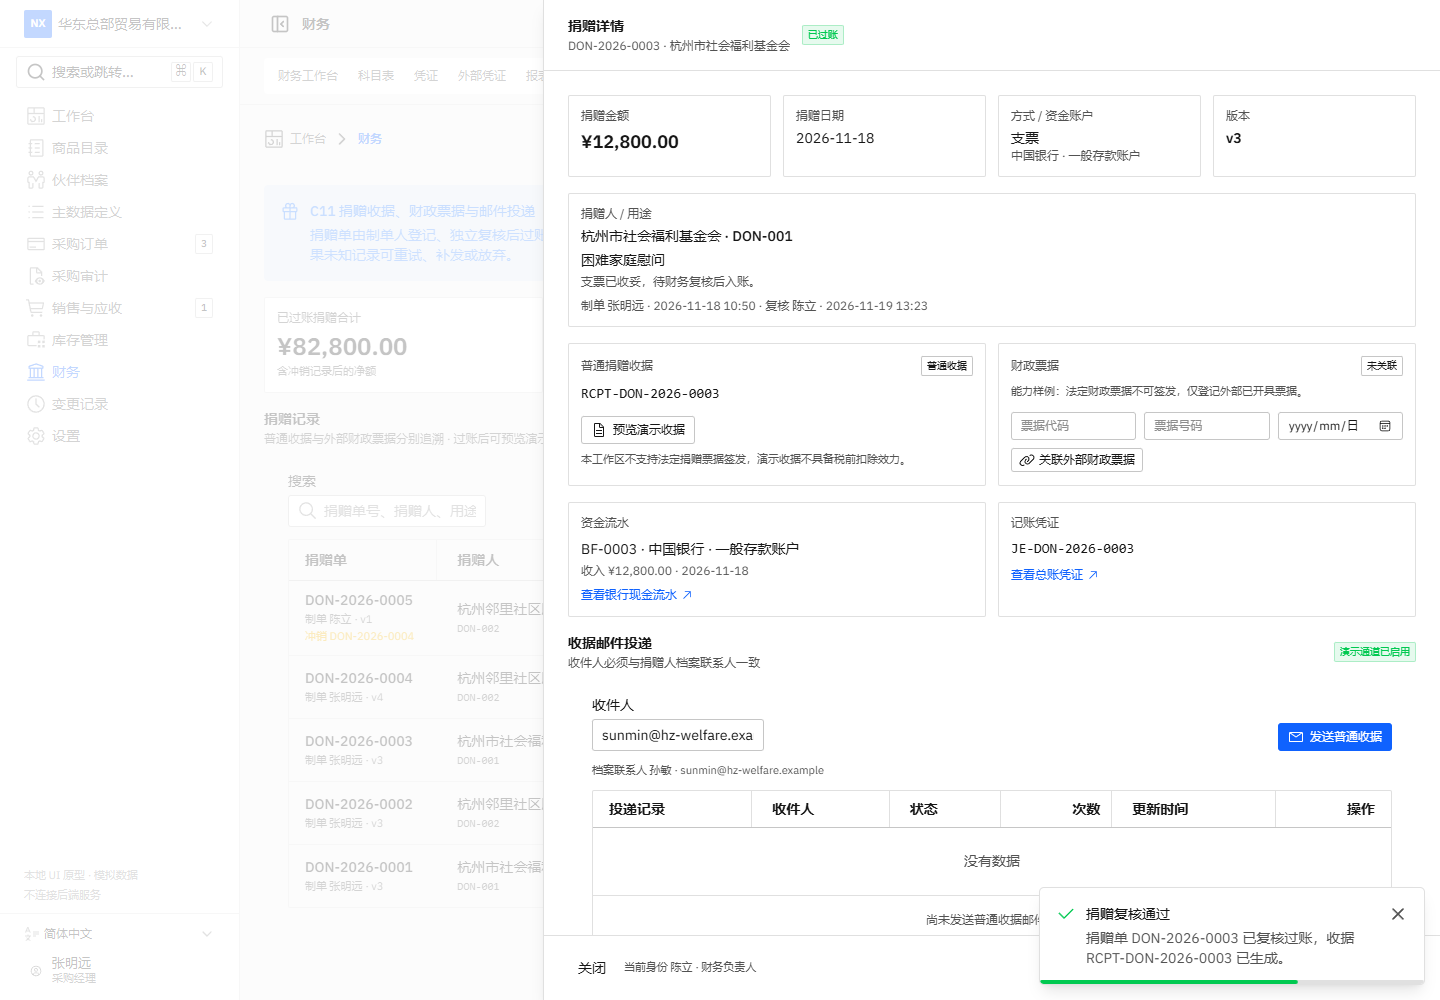 NX 华东总部贸易有限...
搜索或跳转... ⌘ K
工作台
商品目录
伙伴档案
主数据定义
采购订单 3
采购审计
销售与应收 1
库存管理
财务
变更记录
设置
本地 UI 原型 · 模拟数据
不连接后端服务
简体中文
张明远
采购经理
财务
财务工作台 科目表 凭证 外部凭证
工作台 财务
C11 捐赠收据、财政票据与邮件投递
捐赠单由制单人登记、独立复核后过账
果未知记录可重试、补发或放弃。
已过账捐赠合计
¥82,800.00
含冲销记录后的净额
捐赠记录
普通收据与外部财政票据分别追溯 · 过账后可预览演示
搜索
捐赠单号、捐赠人、用途
捐赠单 捐赠人
DON-2026-0005 杭州邻里社区
制单 陈立 · v1 DON-002
冲销 DON-2026-0004
DON-2026-0004 杭州邻里社区
制单 张明远 · v4 DON-002
DON-2026-0003 杭州市社会福
制单 张明远 · v3 DON-001
DON-2026-0002 杭州邻里社区
制单 张明远 · v3 DON-002
DON-2026-0001 杭州市社会福
制单 张明远 · v3 DON-001
捐赠详情
DON-2026-0003 · 杭州市社会福利基金会 已过账
捐赠金额
¥12,800.00
捐赠日期
2026-11-18
方式 / 资金账户
支票
中国银行 · 一般存款账户
版本
v3
捐赠人 / 用途
杭州市社会福利基金会 · DON-001
困难家庭慰问
支票已收妥，待财务复核后入账。
制单 张明远 · 2026-11-18 10:50 · 复核 陈立 · 2026-11-19 13:23
普通捐赠收据 普通收据
RCPT-DON-2026-0003
预览演示收据
本工作区不支持法定捐赠票据签发，演示收据不具备税前扣除效力。
财政票据 未关联
能力样例：法定财政票据不可签发，仅登记外部已开具票据。
票据代码 票据号码 yyyy/mm/日
关联外部财政票据
资金流水
BF-0003 · 中国银行 · 一般存款账户
收入 ¥12,800.00 · 2026-11-18
查看银行现金流水
记账凭证
JE-DON-2026-0003
查看总账凭证
收据邮件投递
收件人必须与捐赠人档案联系人一致 演示通道已启用
收件人
sunmin@hz-welfare.exa 发送普通收据
档案联系人 孙敏 · sunmin@hz-welfare.example
投递记录 收件人 状态 次数 更新时间 操作
没有数据
尚未发送普通收据邮
捐赠复核通过
捐赠单 DON-2026-0003 已复核过账，收据
RCPT-DON-2026-0003 已生成。
关闭 当前身份 陈立 · 财务负责人